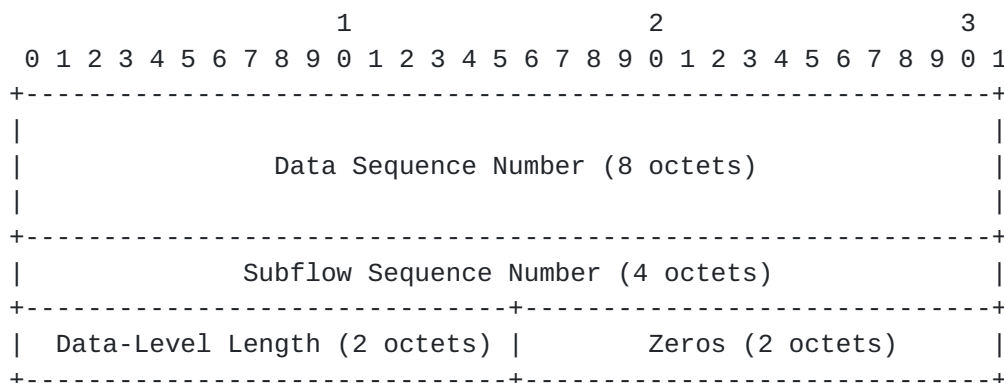 1                   2                   3
 0 1 2 3 4 5 6 7 8 9 0 1 2 3 4 5 6 7 8 9 0 1 2 3 4 5 6 7 8 9 0 1
+--------------------------------------------------------------+
|                                                              |
|                Data Sequence Number (8 octets)               |
|                                                              |
+--------------------------------------------------------------+
|              Subflow Sequence Number (4 octets)              |
+-------------------------------+------------------------------+
|  Data-Level Length (2 octets) |        Zeros (2 octets)      |
+-------------------------------+------------------------------+